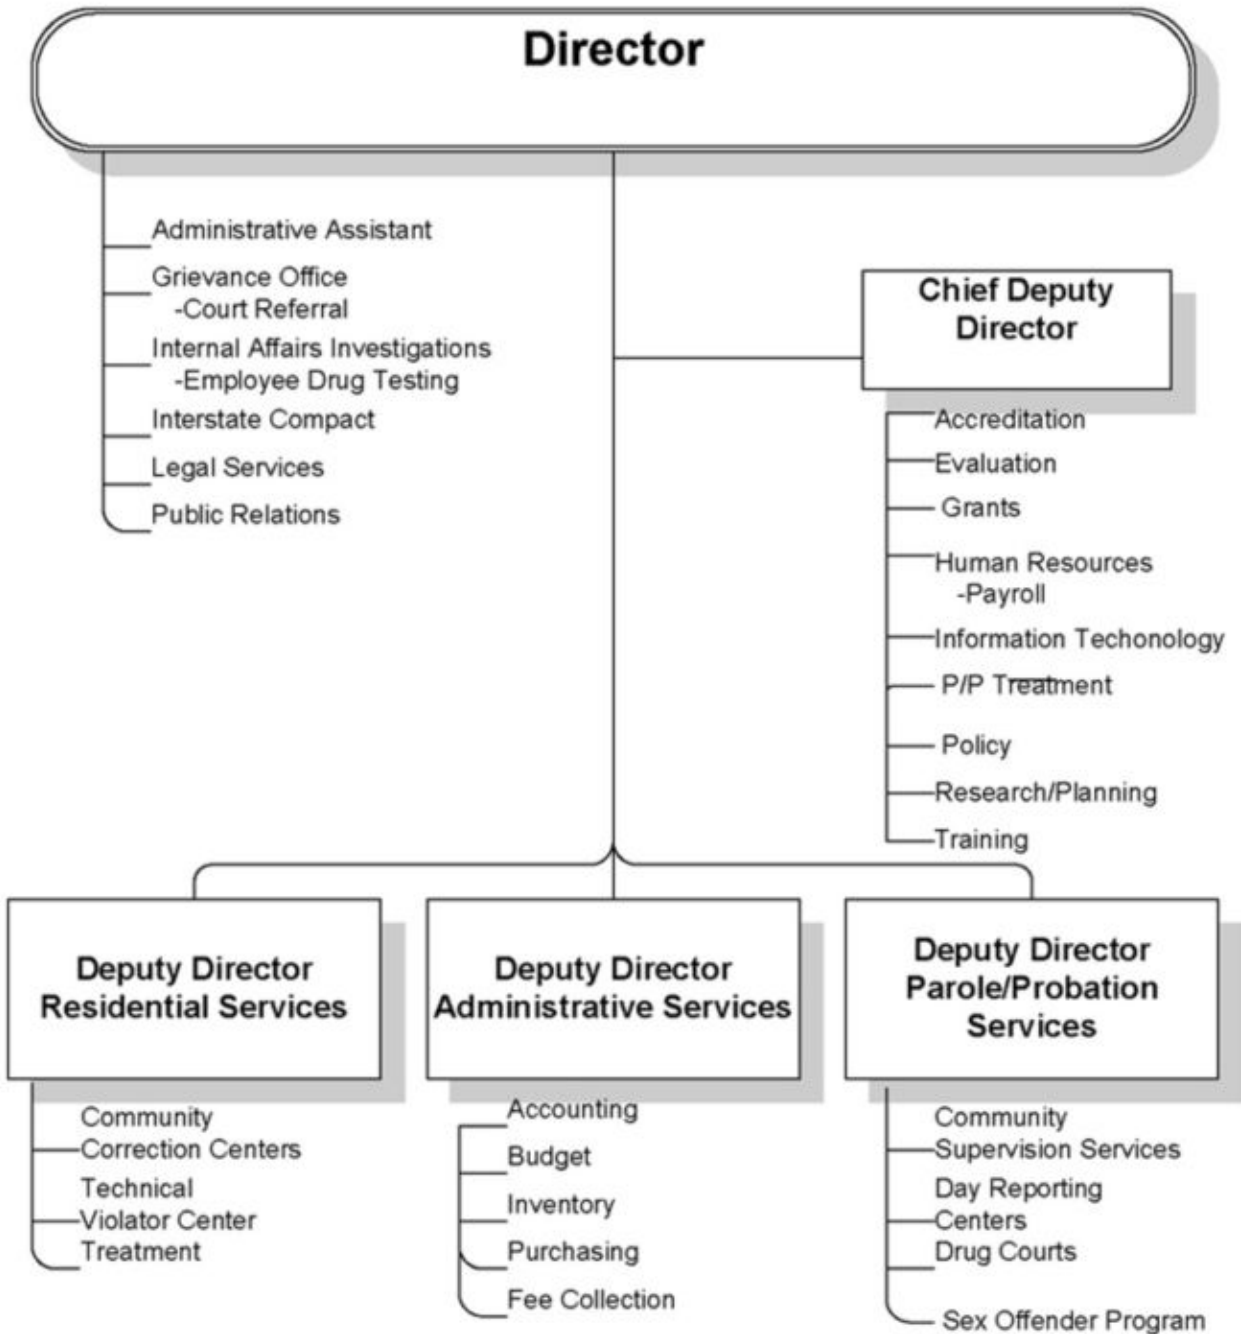 Director
Administrative Assistant
Grievance Office
-Court Referral
Internal Affairs Investigations
-Employee Drug Testing
Interstate Compact
Legal Services
Public Relations
Chief Deputy
Director
Accreditation
Evaluation
Grants
Human Resources
-Payroll
Information Techonology
P/P Treatment
Policy
Research/Planning
Training
Deputy Director
Residential Services
Community
Correction Centers
Technical
Violator Center
Treatment
Deputy Director
Administrative Services
Accounting
Budget
Inventory
Purchasing
Fee Collection
Deputy Director
Parole/Probation
Services
Community
Supervision Services
Day Reporting
Centers
Drug Courts
Sex Offender Program